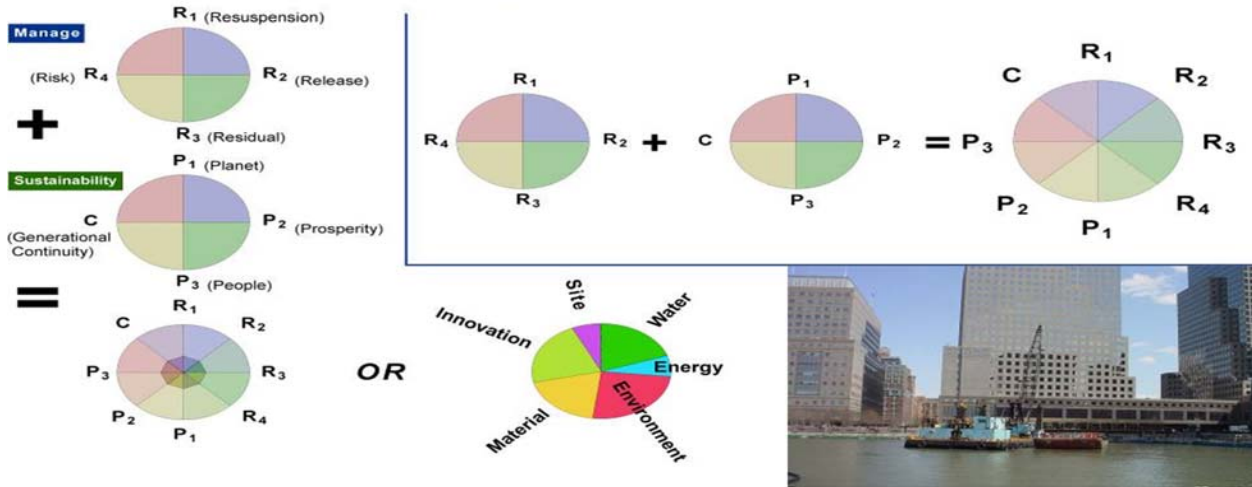 R1 (Resuspension)
Manage
(Risk) R4
R2 (Release)
+
R3 (Residual)
P1 (Planet)
Sustainability
C
(Generational
Continuity)
P2 (Prosperity)
P3 (People)
=
R1
C
R2
P3
R3
P2
R4
P1
R1
R4
R2
R3
+
P1
C
P2
P3
=
R1
C
R2
P3
R3
P2
R4
P1
OR
Site
Water
Innovation
Energy
Material
Environment